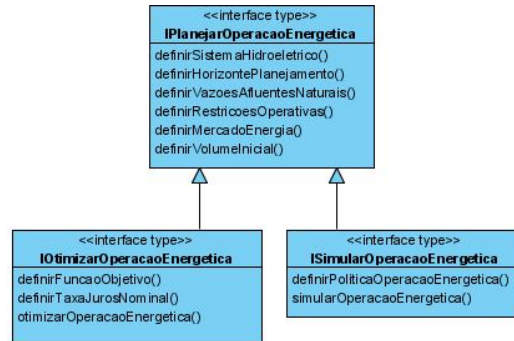 <<interface type>>
IPlanejarOperacaoEnergetica
definirSistemaHidroeletrico()
definirHorizontePlanejamento()
definirVazoesAfluentesNaturais()
definirRestricoesOperativas()
definirMercadoEnergia()
definirVolumeInicial()
<<interface type>>
IOtimizarOperacaoEnergetica
definirFuncaoObjetivo()
definirTaxaJurosNominal()
otimizarOperacaoEnergetica()
<<interface type>>
ISimularOperacaoEnergetica
definirPoliticaOperacaoEnergetica()
simularOperacaoEnergetica()